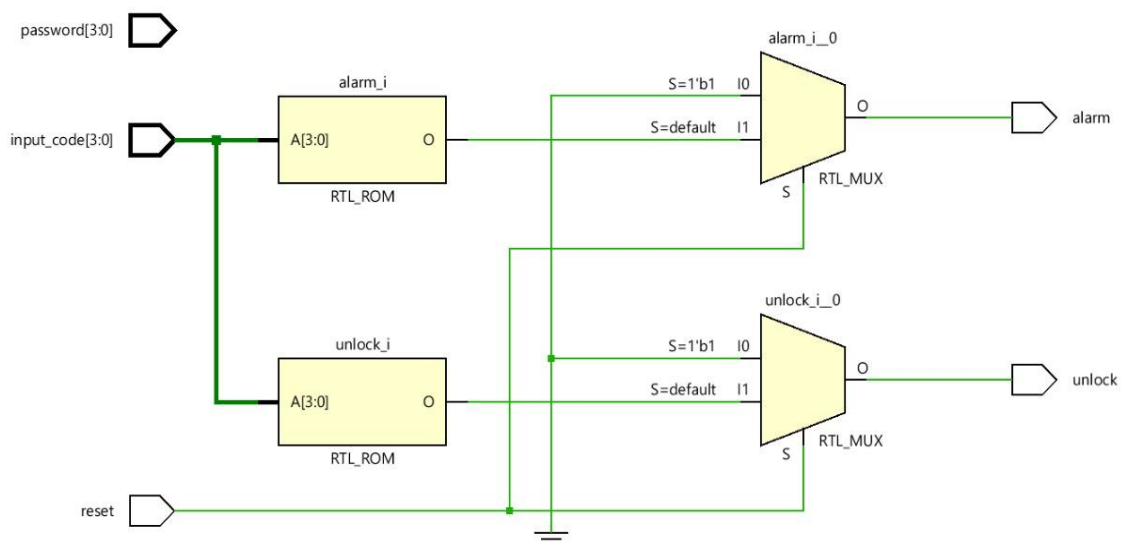 password[3:0]
alarm_i__0
alarm_i
S=1'b1 I0
O
alarm
input_code[3:0]
A[3:0] O
S=default I1
RTL_ROM
S
RTL_MUX
unlock_i__0
unlock_i
S=1'b1 I0
O
unlock
A[3:0] O
S=default I1
RTL_ROM
S
RTL_MUX
reset